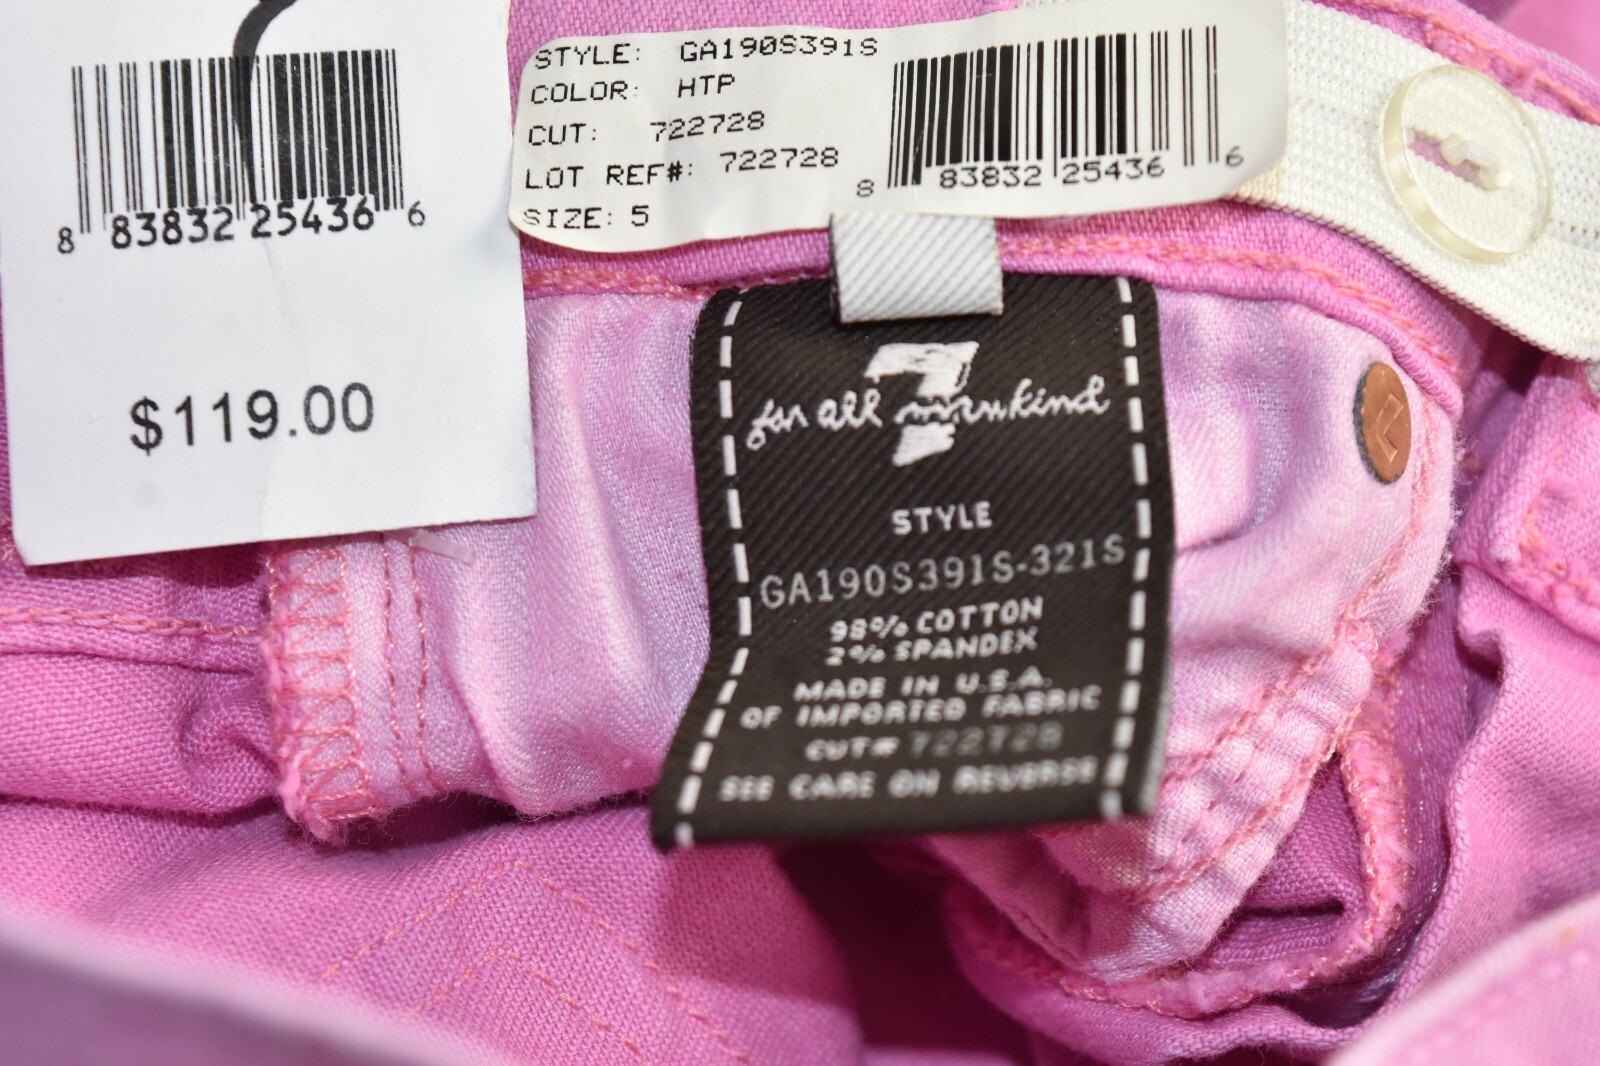 8 83832 25436 6
$119.00
STYLE: GA190S391S
COLOR: HTP
CUT: 722728
LOT REF#: 722728
SIZE: 5
8 83832 25436 6
7
for all mankind
STYLE
GA190S391S-321S
98% COTTON
2% SPANDEX
MADE IN U.S.A.
OF IMPORTED FABRIC
CUT# 722728
SEE CARE ON REVERSE